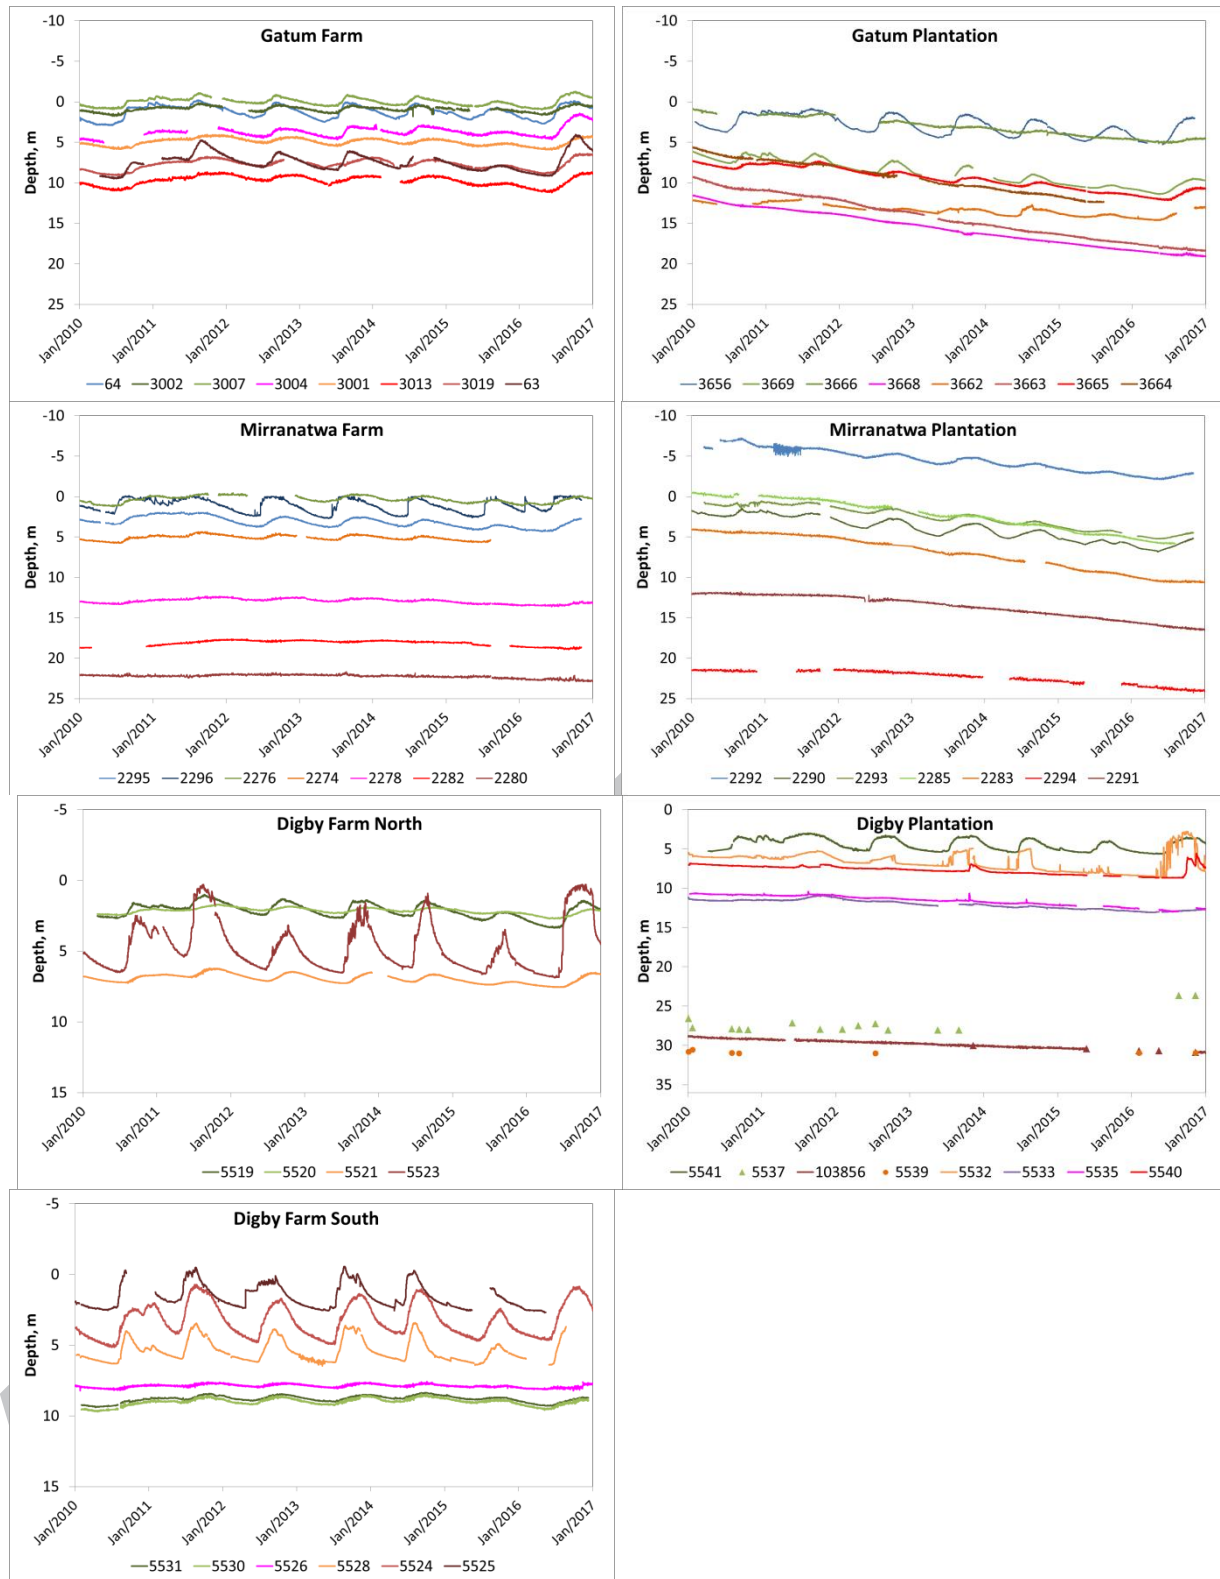 Gatum Farm
-10
-5
0
5
10
15
20
25
Depth, m
Jan/2010
Jan/2011
Jan/2012
Jan/2013
Jan/2014
Jan/2015
Jan/2016
Jan/2017
64 3002 3007 3004 3001 3013 3019 63
Gatum Plantation
-10
-5
0
5
10
15
20
25
Depth, m
Jan/2010
Jan/2011
Jan/2012
Jan/2013
Jan/2014
Jan/2015
Jan/2016
Jan/2017
3656 3669 3666 3668 3662 3663 3665 3664
Mirranatwa Farm
-10
-5
0
5
10
15
20
25
Depth, m
Jan/2010
Jan/2011
Jan/2012
Jan/2013
Jan/2014
Jan/2015
Jan/2016
Jan/2017
2295 2296 2276 2274 2278 2282 2280
Mirranatwa Plantation
-10
-5
0
5
10
15
20
25
Depth, m
Jan/2010
Jan/2011
Jan/2012
Jan/2013
Jan/2014
Jan/2015
Jan/2016
Jan/2017
2292 2290 2293 2285 2283 2294 2291
Digby Farm North
-5
0
5
10
15
Depth, m
Jan/2010
Jan/2011
Jan/2012
Jan/2013
Jan/2014
Jan/2015
Jan/2016
Jan/2017
5519 5520 5521 5523
Digby Plantation
0
5
10
15
20
25
30
35
Depth, m
Jan/2010
Jan/2011
Jan/2012
Jan/2013
Jan/2014
Jan/2015
Jan/2016
Jan/2017
5541 5537 103856 5539 5532 5533 5535 5540
Digby Farm South
-5
0
5
10
15
Depth, m
Jan/2010
Jan/2011
Jan/2012
Jan/2013
Jan/2014
Jan/2015
Jan/2016
Jan/2017
5531 5530 5526 5528 5524 5525